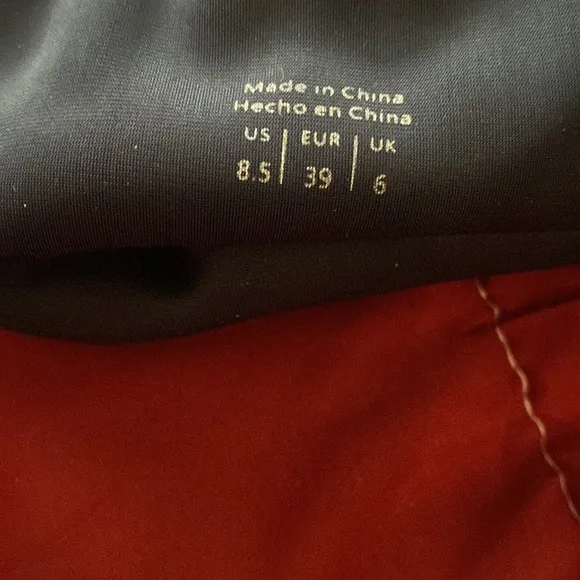 Made in China
Hecho en China
US | EUR | UK
8.5 | 39 | 6